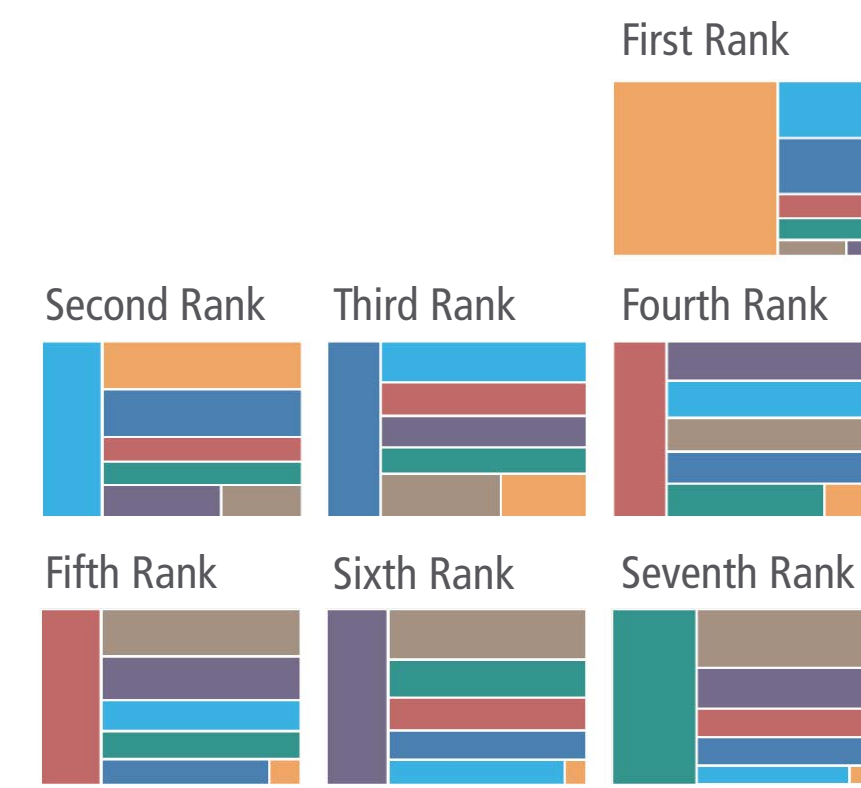 First Rank
Second Rank
Third Rank
Fourth Rank
Fifth Rank
Sixth Rank
Seventh Rank